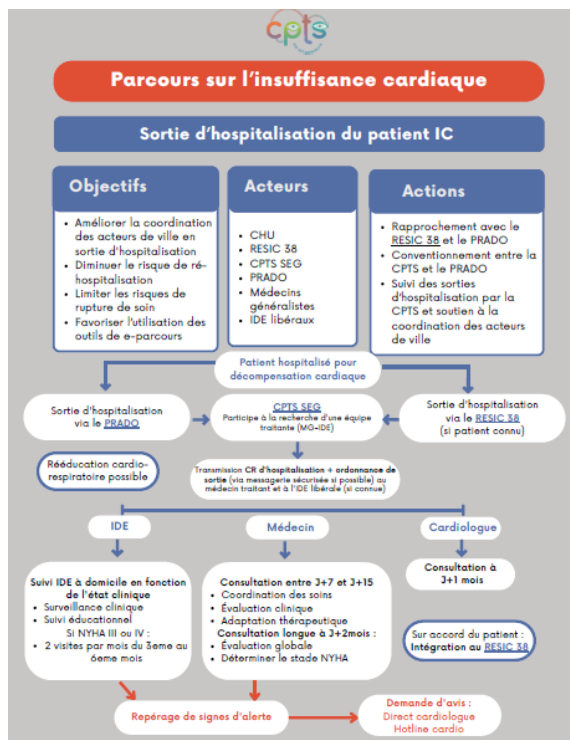 cpts
Parcours sur l'insuffisance cardiaque
Sortie d'hospitalisation du patient IC
Objectifs
• Améliorer la coordination
des acteurs de ville en
sortie d'hospitalisation
• Diminuer le risque de ré-
hospitalisation
• Limiter les risques de
rupture de soin
• Favoriser l'utilisation des
outils de e-parcours
Acteurs
• CHU
• RESIC 38
• CPTS SEG
• PRADO
• Médecins
généralistes
• IDE libéraux
Actions
• Rapprochement avec le
RESIC 38 et le PRADO
• Conventionnement entre la
CPTS et le PRADO
• Suivi des sorties
d'hospitalisation par la
CPTS et soutien à la
coordination des acteurs
de ville
Patient hospitalisé pour
décompensation cardiaque
Sortie d'hospitalisation
via le PRADO
CPTS SEG
Participe à la recherche d'une équipe
traitante (MG-IDE)
Sortie d'hospitalisation
via le RESIC 38
(si patient connu)
Rééducation cardio-
respiratoire possible
Transmission CR d'hospitalisation + ordonnance de
sortie (via messagerie sécurisée si possible) au
médecin traitant et à l'IDE libérale (si connue)
IDE
Médecin
Cardiologue
Suivi IDE à domicile en fonction
de l'état clinique
• Surveillance clinique
• Suivi éducationnel
Si NYHA III ou IV :
• 2 visites par mois du 3eme au
6eme mois
Consultation entre J+7 et J+15
• Coordination des soins
• Évaluation clinique
• Adaptation thérapeutique
Consultation longue à J+2mois :
• Évaluation globale
• Déterminer le stade NYHA
Consultation à
J+1 mois
Sur accord du patient :
Intégration au RESIC 38
Repérage de signes d'alerte
Demande d'avis :
Direct cardiologue
Hotline cardio